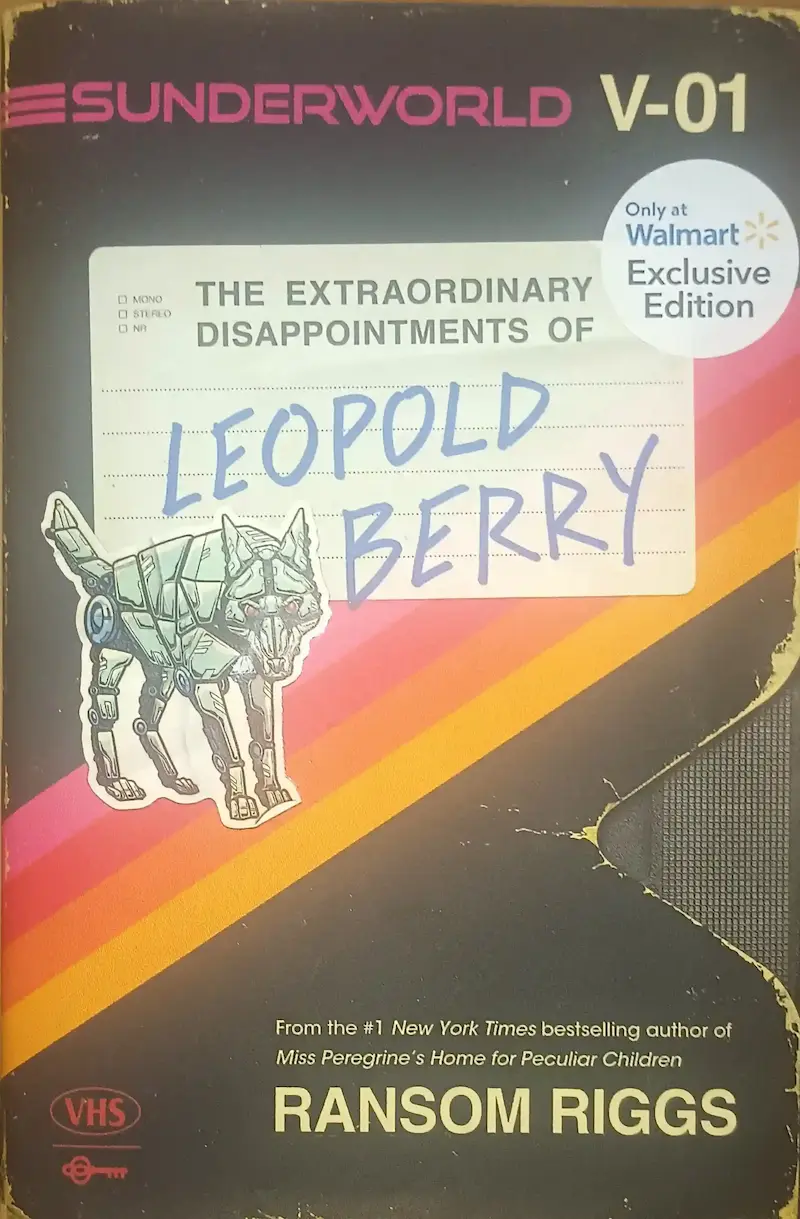 SUNDERWORLD V-01
Only at
Walmart
Exclusive
Edition
MONO
STEREO
NR
THE EXTRAORDINARY
DISAPPOINTMENTS OF
LEOPOLD
BERRY
From the #1 New York Times bestselling author of
Miss Peregrine's Home for Peculiar Children
RANSOM RIGGS
VHS